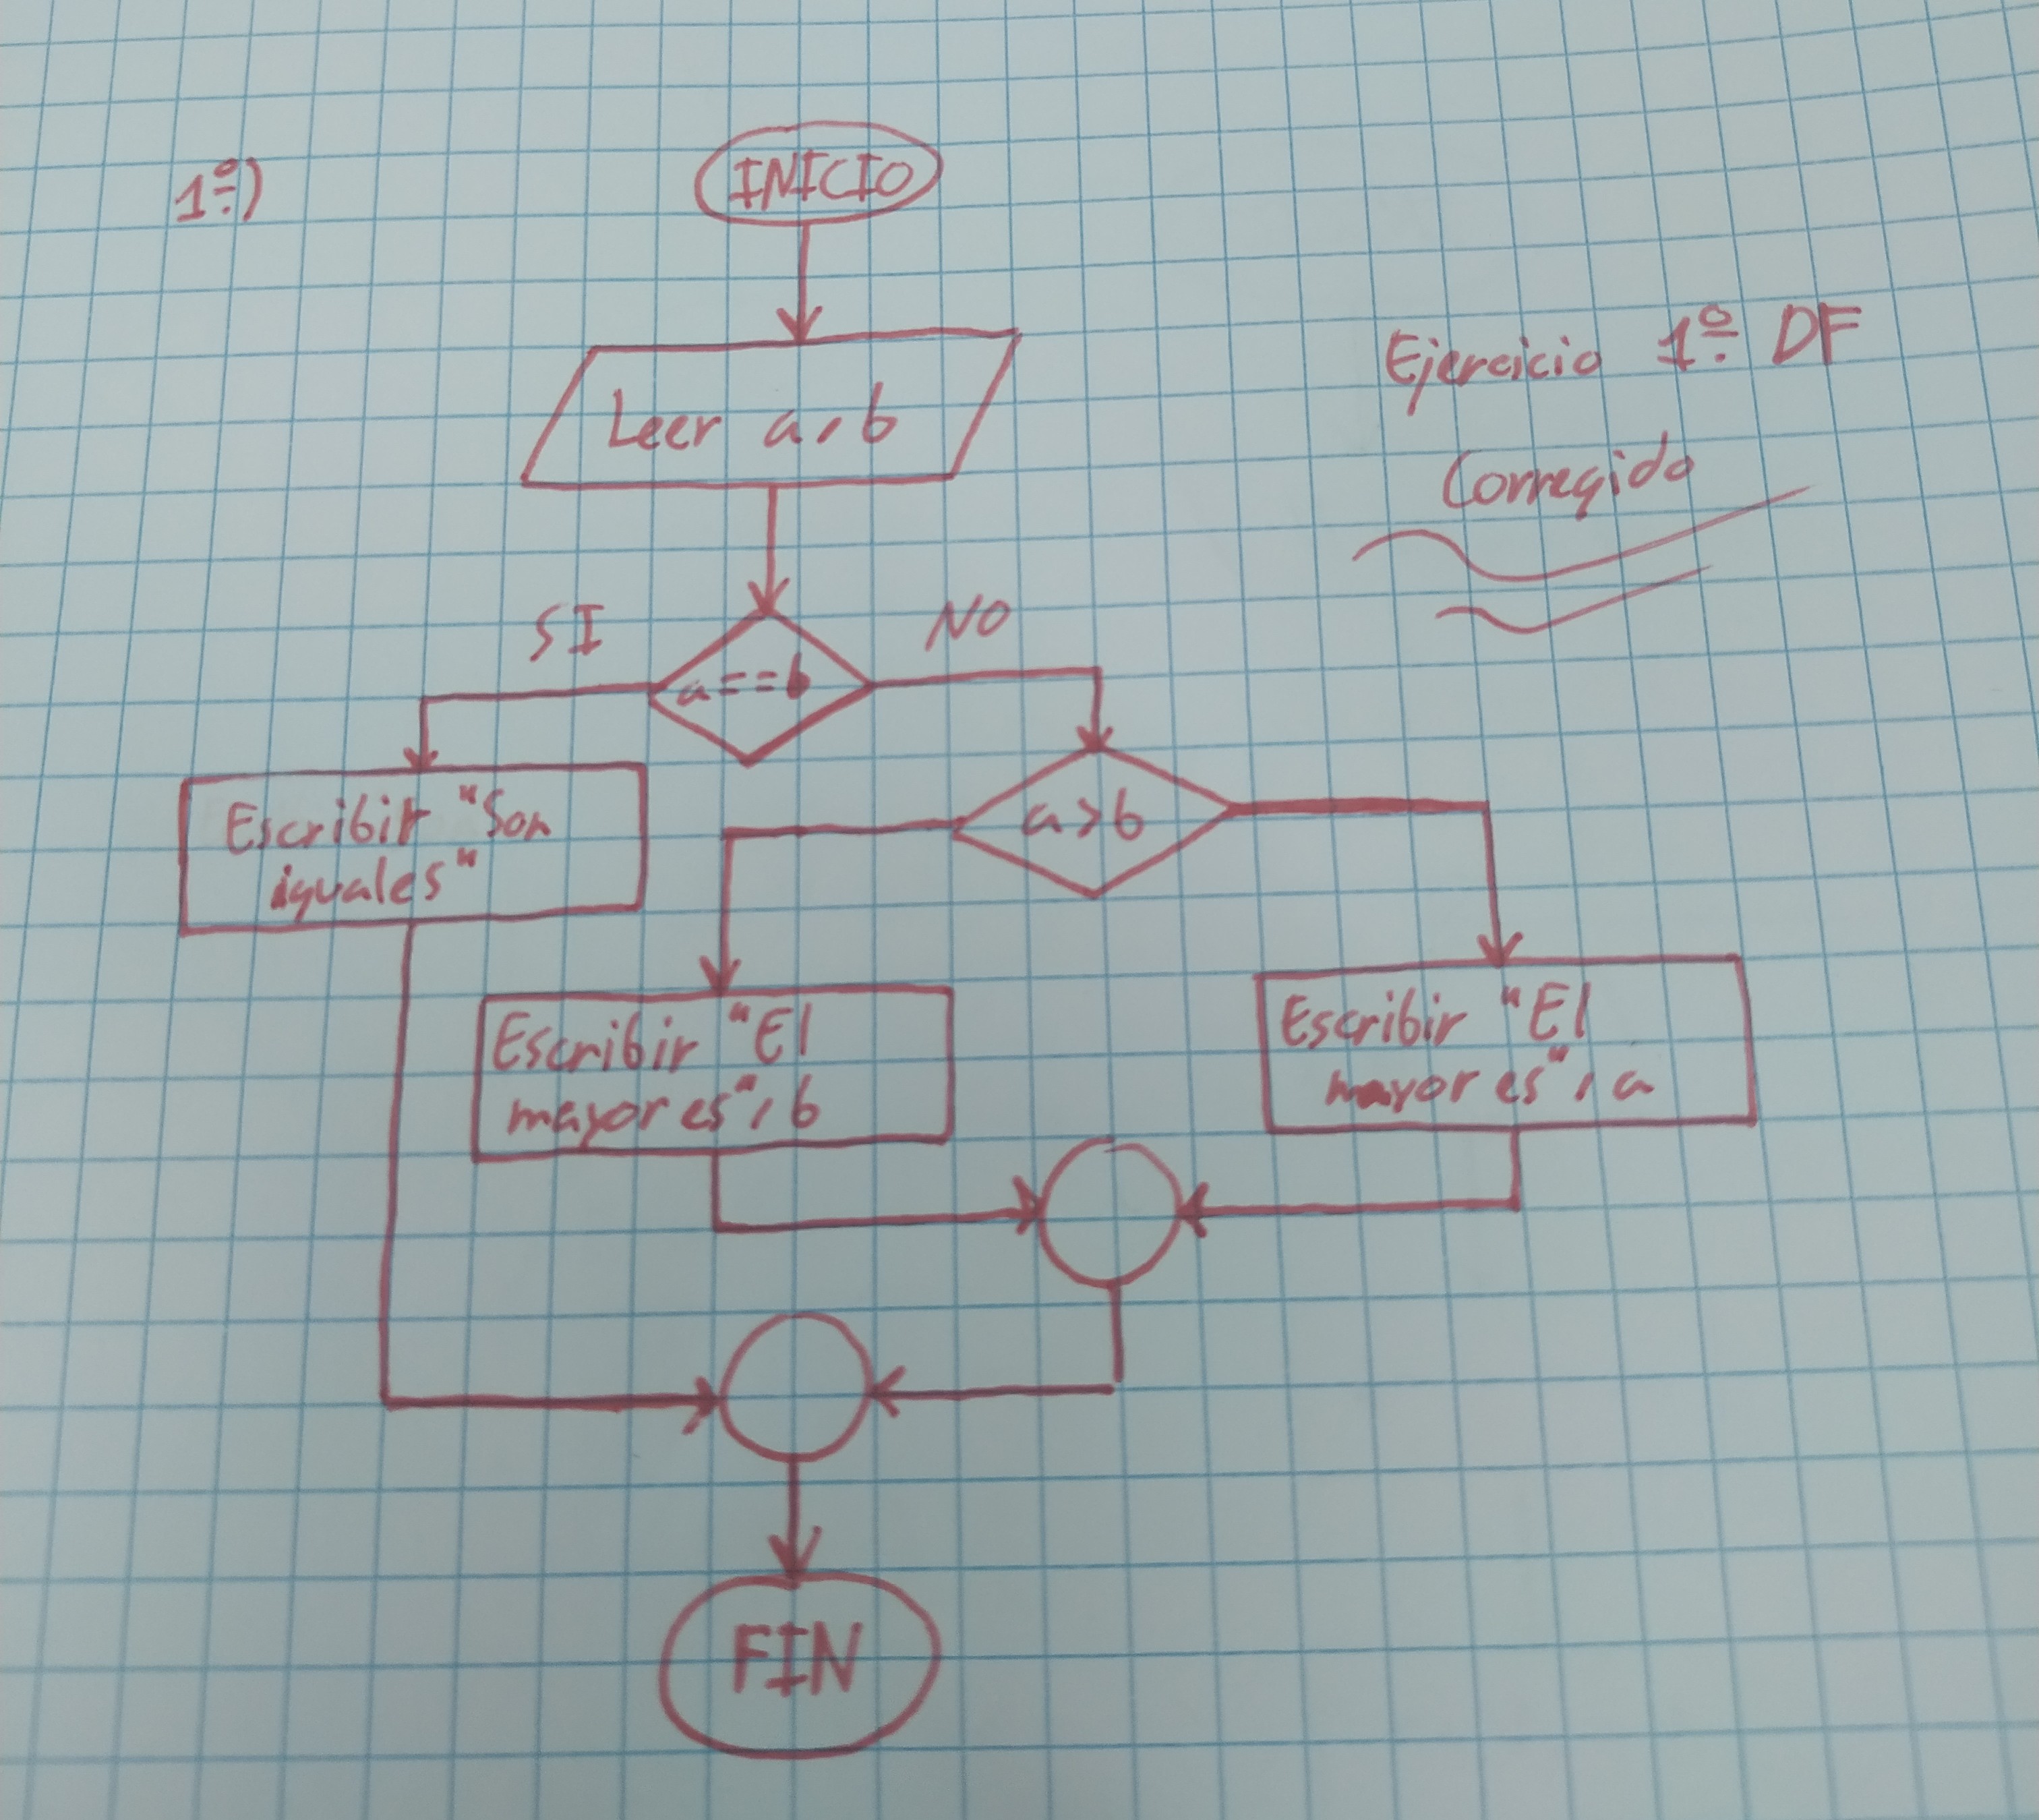 1º)
INICIO
Leer a, b
Ejercicio 1º DF
Corregido
SI
NO
a==b
Escribir "Son
iguales"
a>b
Escribir "El
mayor es", b
Escribir "El
mayor es", a
FIN